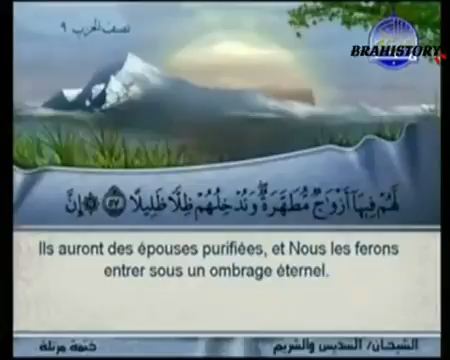 نصف الحزب ٩
BRAHISTORY
لَّهُمْ فِيهَا أَزْوَاجٌ مُّطَهَّرَةٌ ۖ وَنُدْخِلُهُمْ ظِلًّا ظَلِيلًا ۝٥٧ ۞ إِنَّ
Ils auront des épouses purifiées, et Nous les ferons
entrer sous un ombrage éternel.
الشيخان/ السديس والشريم
ختمة مرتلة